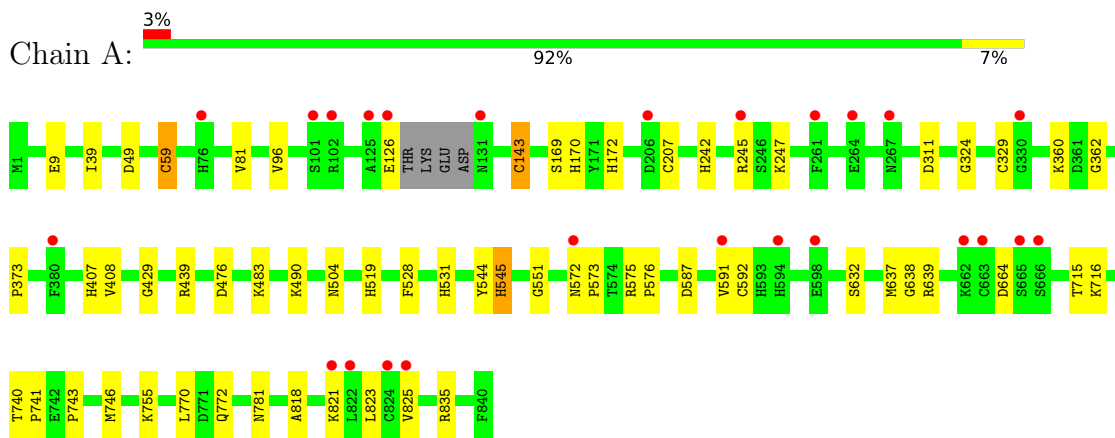 3%
Chain A:
92%
7%
M1 E9 I39 D49 C59 H76 V81 V96 S101 R102 A125 E126 THR LYS GLU ASP N131 C143 S169 H170 Y171 H172 D206 C207 H242 R245 S246 K247 F261 E264 N267 D311 G324 C329 G330 K360 D361 G362
P373 F380 H407 V408 G429 R439 D476 K483 K490 N504 H519 F528 H531 Y544 H545 G551 N572 P573 T574 R575 P576 D587 V591 C592 H593 H594 E598 S632 M637 G638 R639 K662 C663 D664 S665 S666 T715 K716
T740 P741 E742 P743 M746 K755 L770 D771 Q772 N781 A818 K821 L822 L823 C824 V825 R835 F840